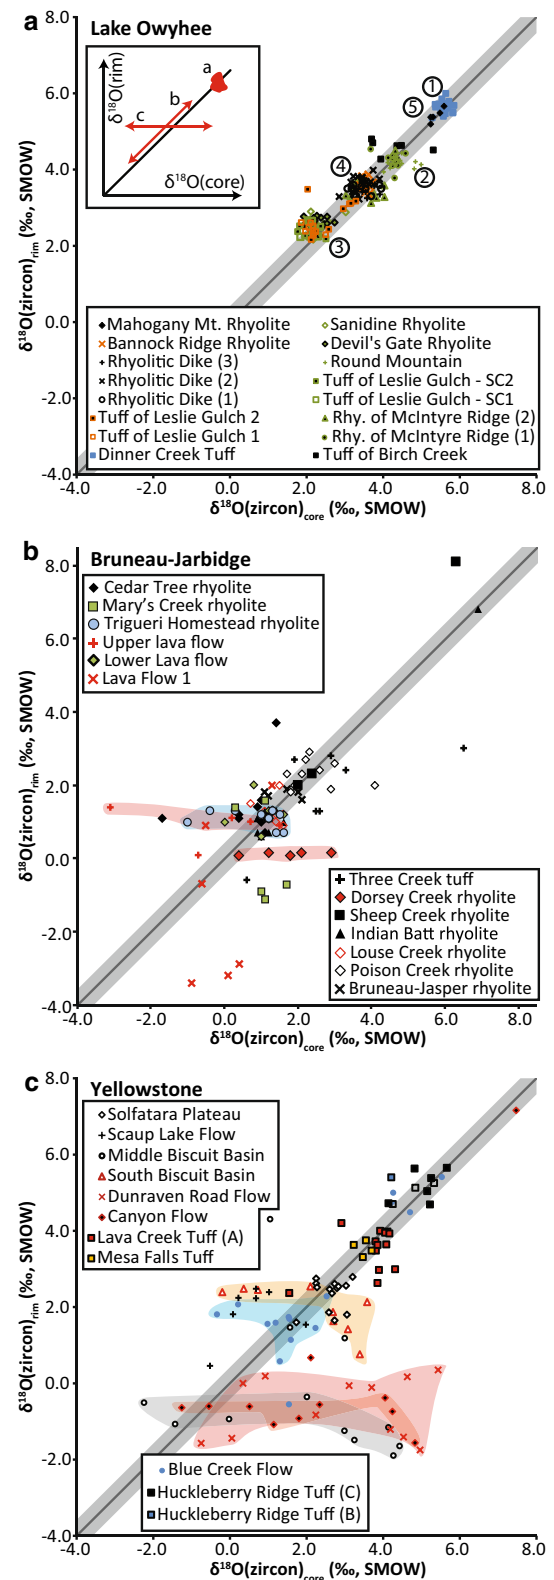 a
Lake Owyhee
8.0
6.0
4.0
2.0
0.0
-2.0
-4.0
δ18O(zircon)rim (‰, SMOW)
δ18O(rim)
a
b
c
δ18O(core)
1
5
2
4
3
Mahogany Mt. Rhyolite
Bannock Ridge Rhyolite
Rhyolitic Dike (3)
Rhyolitic Dike (2)
Rhyolitic Dike (1)
Tuff of Leslie Gulch 2
Tuff of Leslie Gulch 1
Dinner Creek Tuff
Sanidine Rhyolite
Devil's Gate Rhyolite
Round Mountain
Tuff of Leslie Gulch - SC2
Tuff of Leslie Gulch - SC1
Rhy. of McIntyre Ridge (2)
Rhy. of McIntyre Ridge (1)
Tuff of Birch Creek
-4.0 -2.0 0.0 2.0 4.0 6.0 8.0
δ18O(zircon)core (‰, SMOW)
b
Bruneau-Jarbidge
8.0
6.0
4.0
2.0
0.0
-2.0
-4.0
δ18O(zircon)rim (‰, SMOW)
Cedar Tree rhyolite
Mary's Creek rhyolite
Trigueri Homestead rhyolite
Upper lava flow
Lower Lava flow
Lava Flow 1
Three Creek tuff
Dorsey Creek rhyolite
Sheep Creek rhyolite
Indian Batt rhyolite
Louse Creek rhyolite
Poison Creek rhyolite
Bruneau-Jasper rhyolite
-4.0 -2.0 0.0 2.0 4.0 6.0 8.0
δ18O(zircon)core (‰, SMOW)
c
Yellowstone
8.0
6.0
4.0
2.0
0.0
-2.0
-4.0
δ18O(zircon)rim (‰, SMOW)
Solfatara Plateau
Scaup Lake Flow
Middle Biscuit Basin
South Biscuit Basin
Dunraven Road Flow
Canyon Flow
Lava Creek Tuff (A)
Mesa Falls Tuff
Blue Creek Flow
Huckleberry Ridge Tuff (C)
Huckleberry Ridge Tuff (B)
-4.0 -2.0 0.0 2.0 4.0 6.0 8.0
δ18O(zircon)core (‰, SMOW)